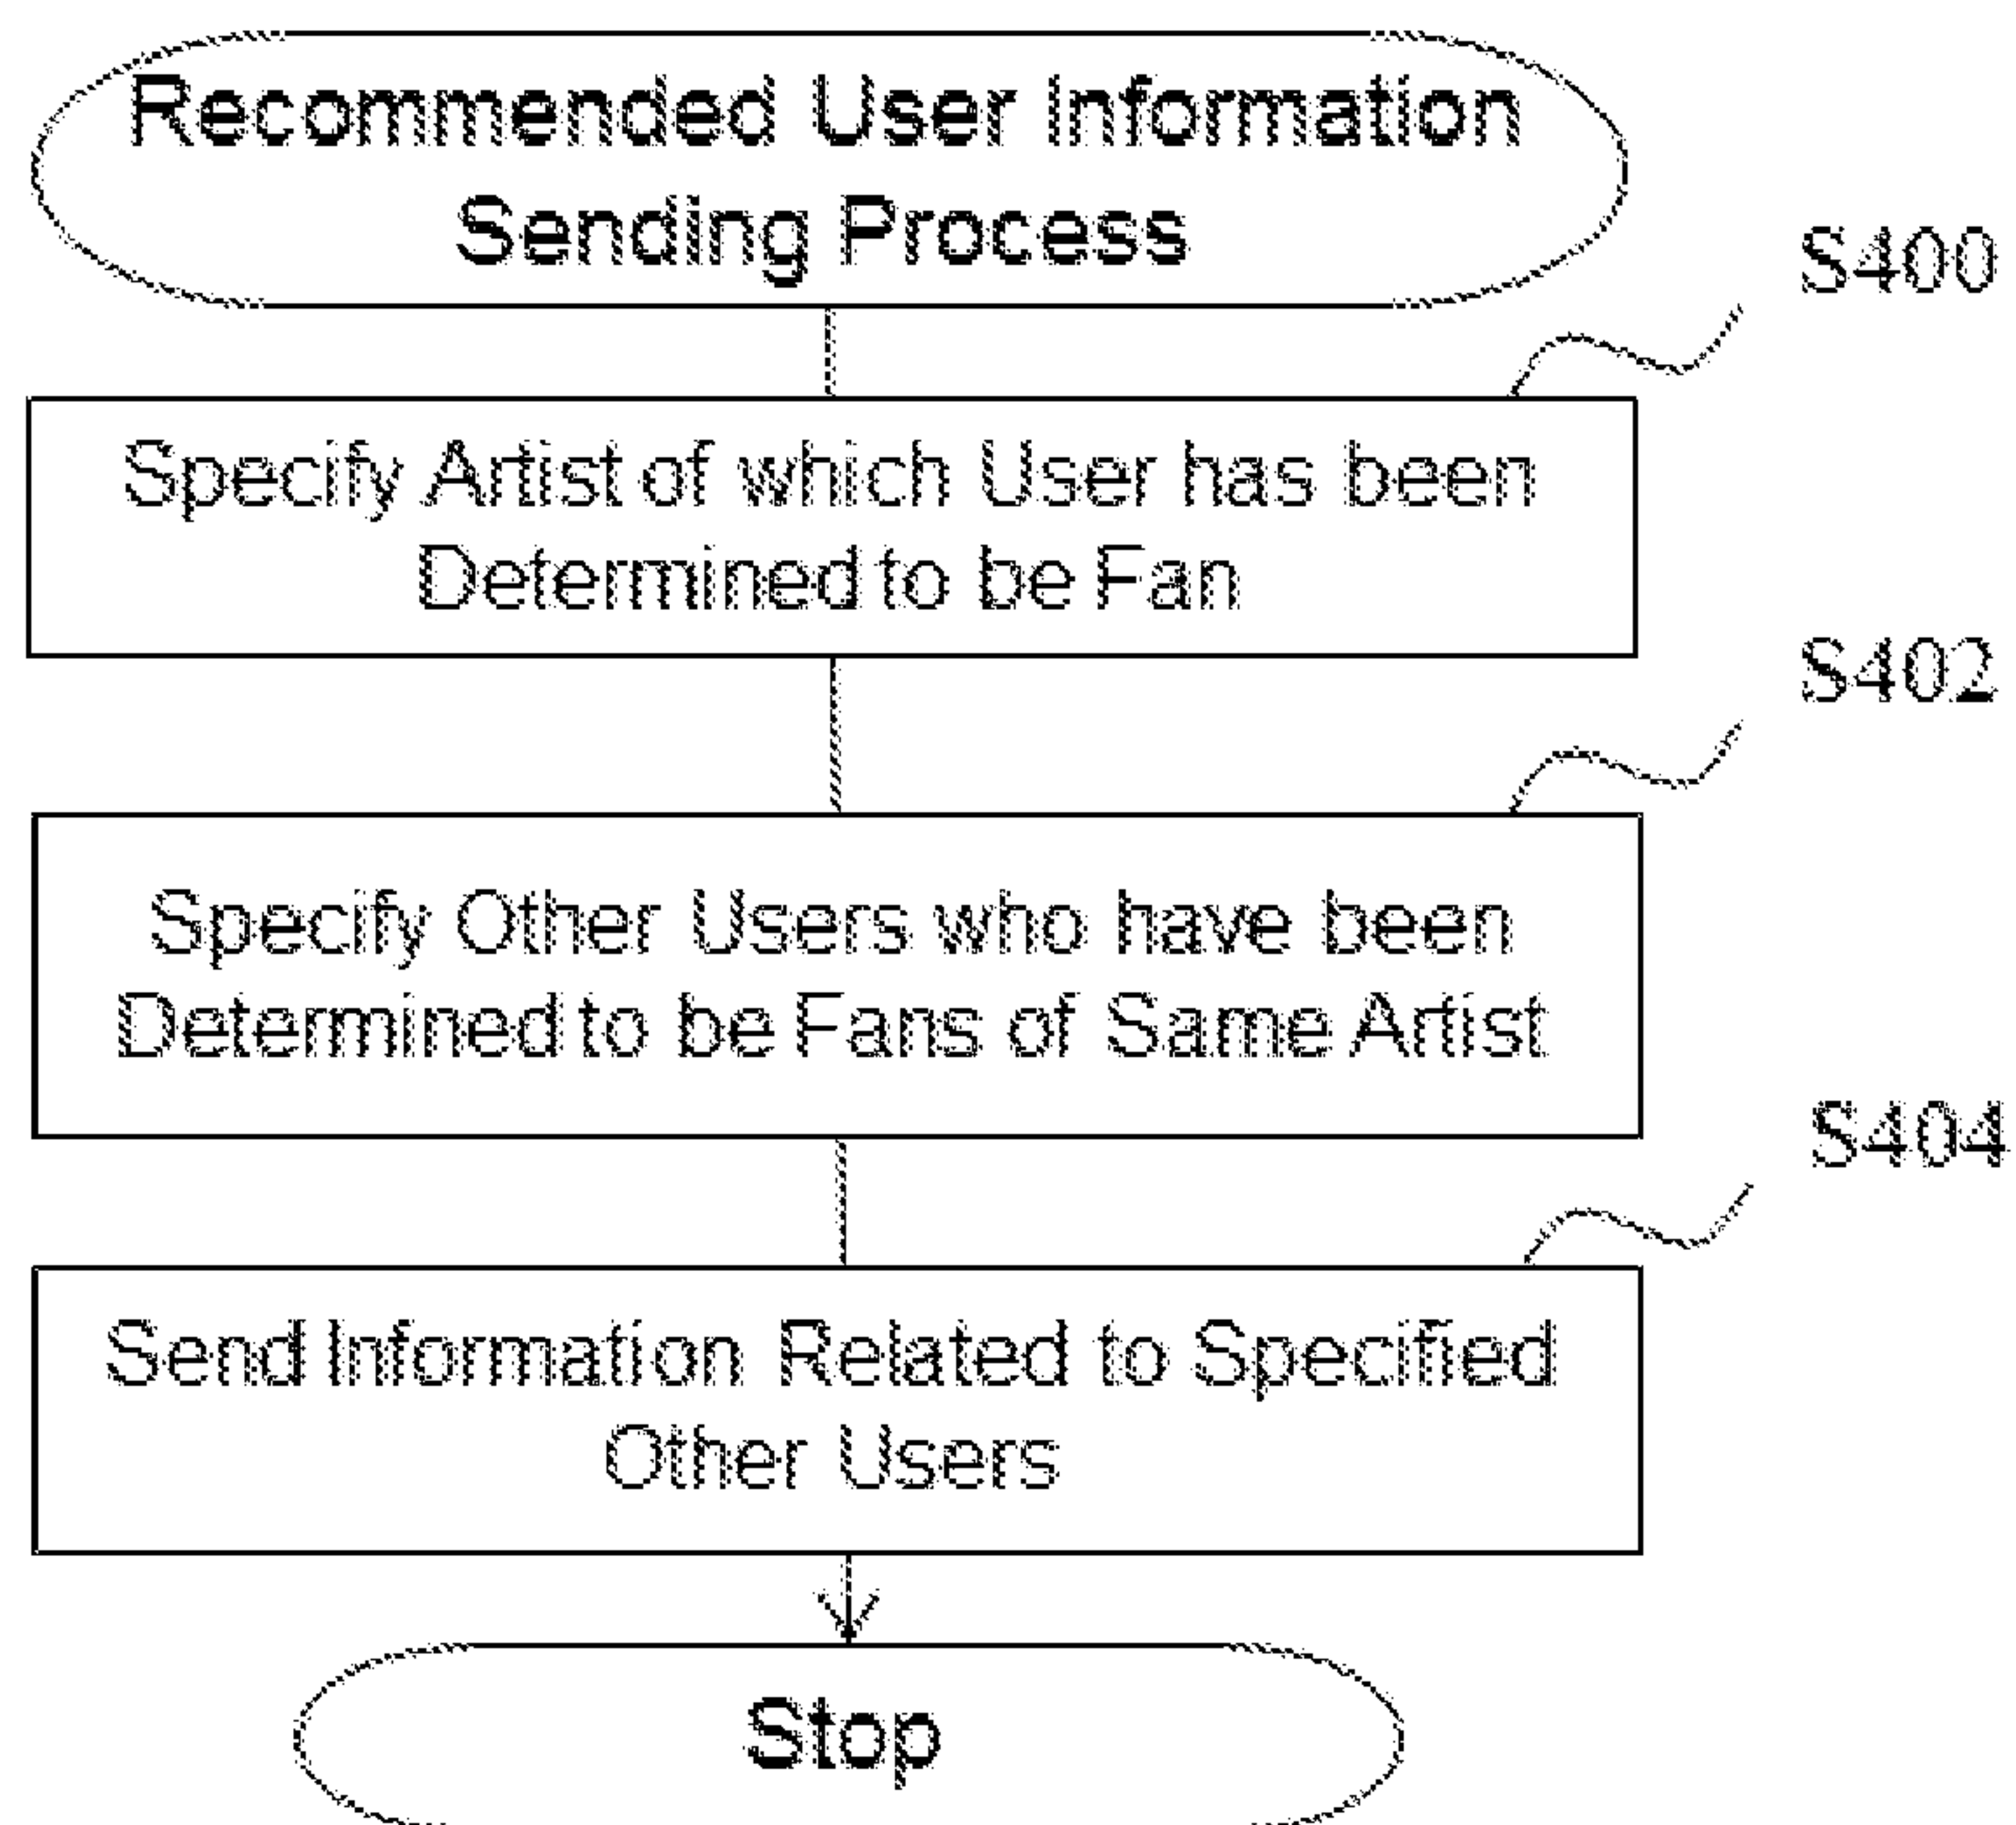 Recommended User Information
Sending Process
S400
Specify Artist of which User has been
Determined to be Fan
S402
Specify Other Users who have been
Determined to be Fans of Same Artist
S404
Send Information Related to Specified
Other Users
Stop